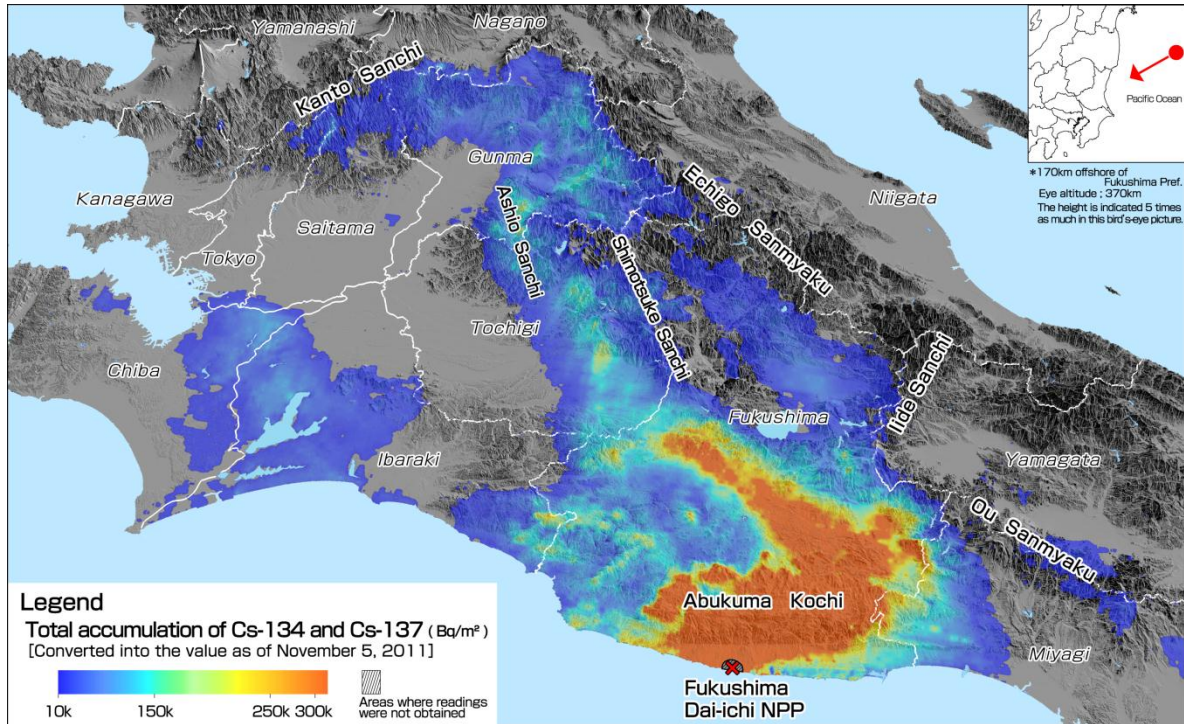 Yamanashi
Nagano
Kanto Sanchi
Pacific Ocean
*170km offshore of
Fukushima Pref.
Eye altitude ; 370km
The height is indicated 5 times
as much in this bird's-eye picture.
Gunma
Echigo Sanmyaku
Niigata
Kanagawa
Saitama
Ashio Sanchi
Shimotsuke Sanchi
Tokyo
Tochigi
Iide Sanchi
Chiba
Fukushima
Ibaraki
Yamagata
Ou Sanmyaku
Abukuma Kochi
Miyagi
Fukushima
Dai-ichi NPP
Legend
Total accumulation of Cs-134 and Cs-137 (Bq/m²)
[Converted into the value as of November 5, 2011]
10k 150k 250k 300k
Areas where readings
were not obtained